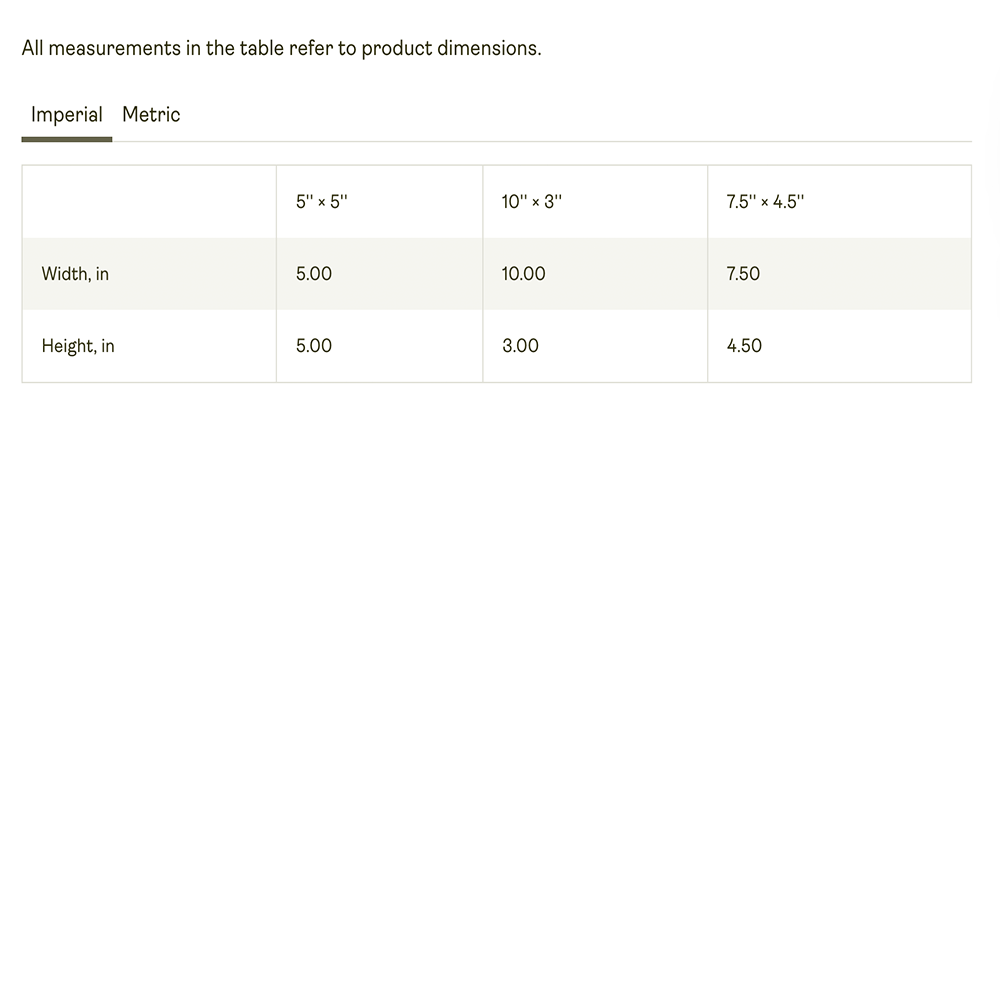 All measurements in the table refer to product dimensions.
Imperial Metric
5" × 5" 10" × 3" 7.5" × 4.5"
Width, in 5.00 10.00 7.50
Height, in 5.00 3.00 4.50